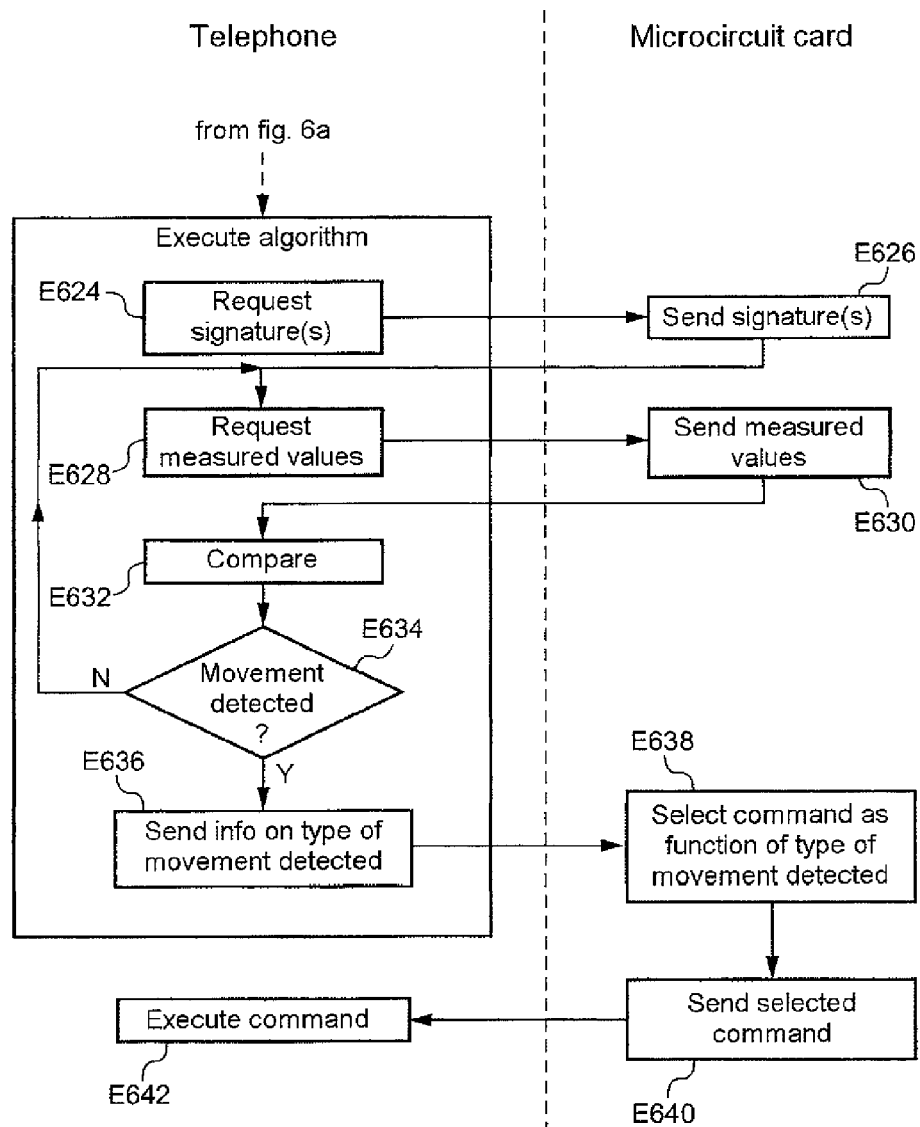 Telephone
Microcircuit card
from fig. 6a
Execute algorithm
E624
Request
signature(s)
E626
Send signature(s)
E628
Request
measured values
Send measured
values
E630
Compare
E632
E634
Movement
detected
?
N
Y
E636
Send info on type of
movement detected
E638
Select command as
function of type of
movement detected
Send selected
command
E640
Execute command
E642